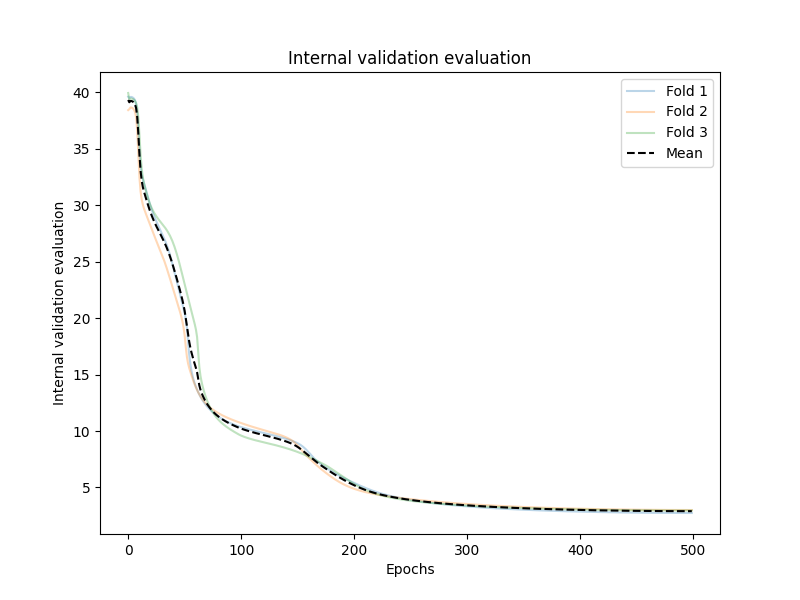 Internal validation evaluation
Fold 1
Fold 2
Fold 3
Mean
Internal validation evaluation
40
35
30
25
20
15
10
5
0
100
200
300
400
500
Epochs